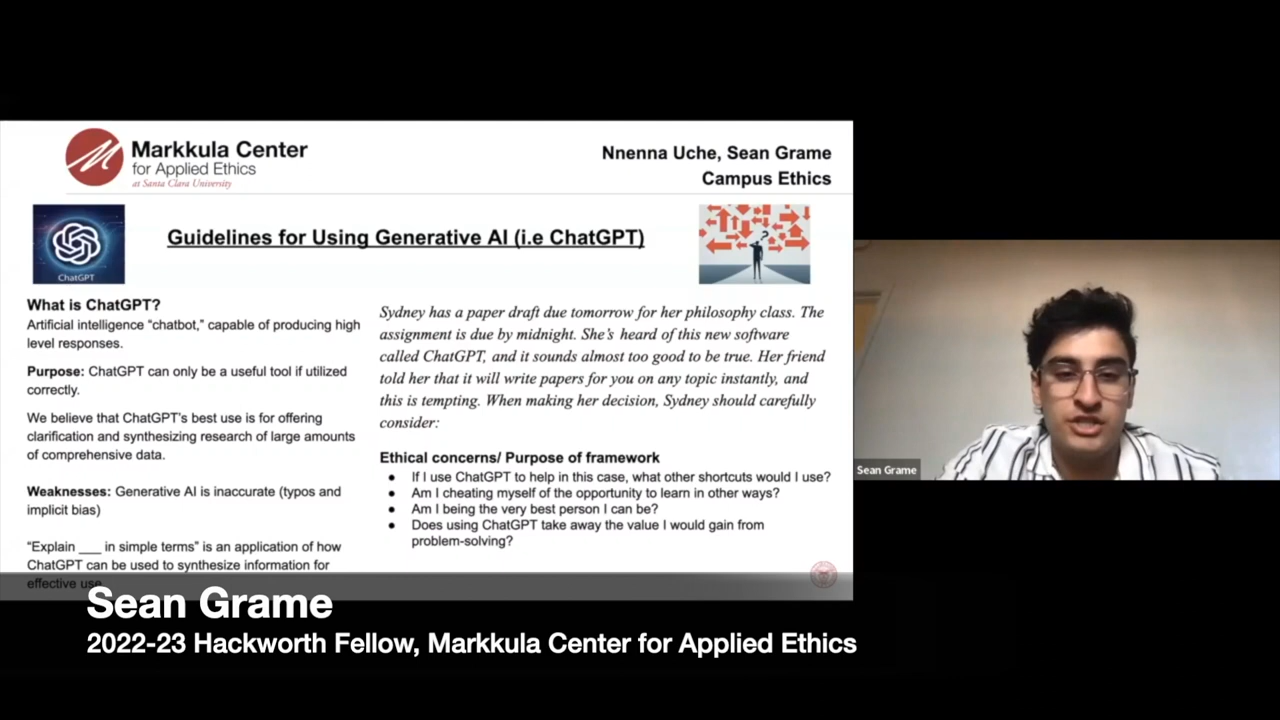 Markkula Center
for Applied Ethics
at Santa Clara University
Nnenna Uche, Sean Grame
Campus Ethics
ChatGPT
Guidelines for Using Generative AI (i.e ChatGPT)
What is ChatGPT?
Artificial intelligence “chatbot,” capable of producing high
level responses.
Purpose: ChatGPT can only be a useful tool if utilized
correctly.
We believe that ChatGPT’s best use is for offering
clarification and synthesizing research of large amounts
of comprehensive data.
Weaknesses: Generative AI is inaccurate (typos and
implicit bias)
“Explain ___ in simple terms” is an application of how
ChatGPT can be used to synthesize information for
effective use.
Sydney has a paper draft due tomorrow for her philosophy class. The
assignment is due by midnight. She’s heard of this new software
called ChatGPT, and it sounds almost too good to be true. Her friend
told her that it will write papers for you on any topic instantly, and
this is tempting. When making her decision, Sydney should carefully
consider:
Ethical concerns/ Purpose of framework
● If I use ChatGPT to help in this case, what other shortcuts would I use?
● Am I cheating myself of the opportunity to learn in other ways?
● Am I being the very best person I can be?
● Does using ChatGPT take away the value I would gain from
problem-solving?
Sean Grame
Sean Grame
2022-23 Hackworth Fellow, Markkula Center for Applied Ethics